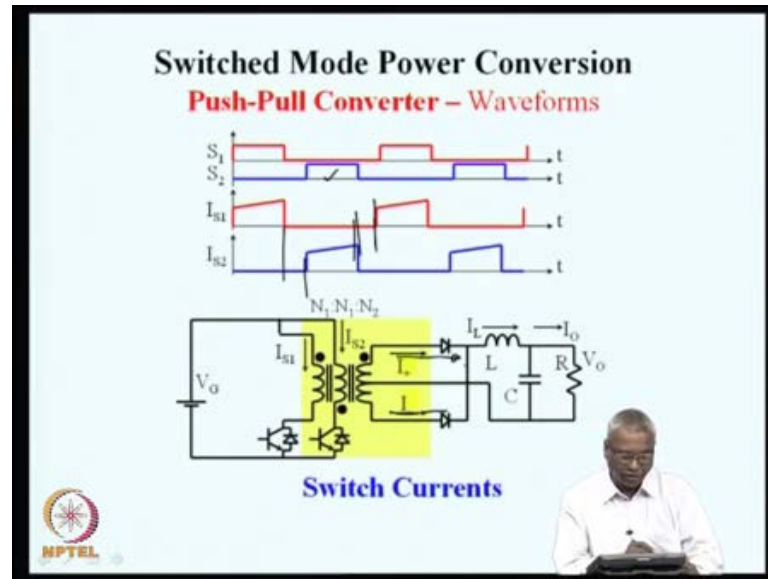 Switched Mode Power Conversion
Push-Pull Converter – Waveforms
S1 t
S2 t
IS1 t
IS2 t
N1:N1:N2
IS1 IS2 I+ IL IO
VG L R VO
I- C
Switch Currents
NPTEL